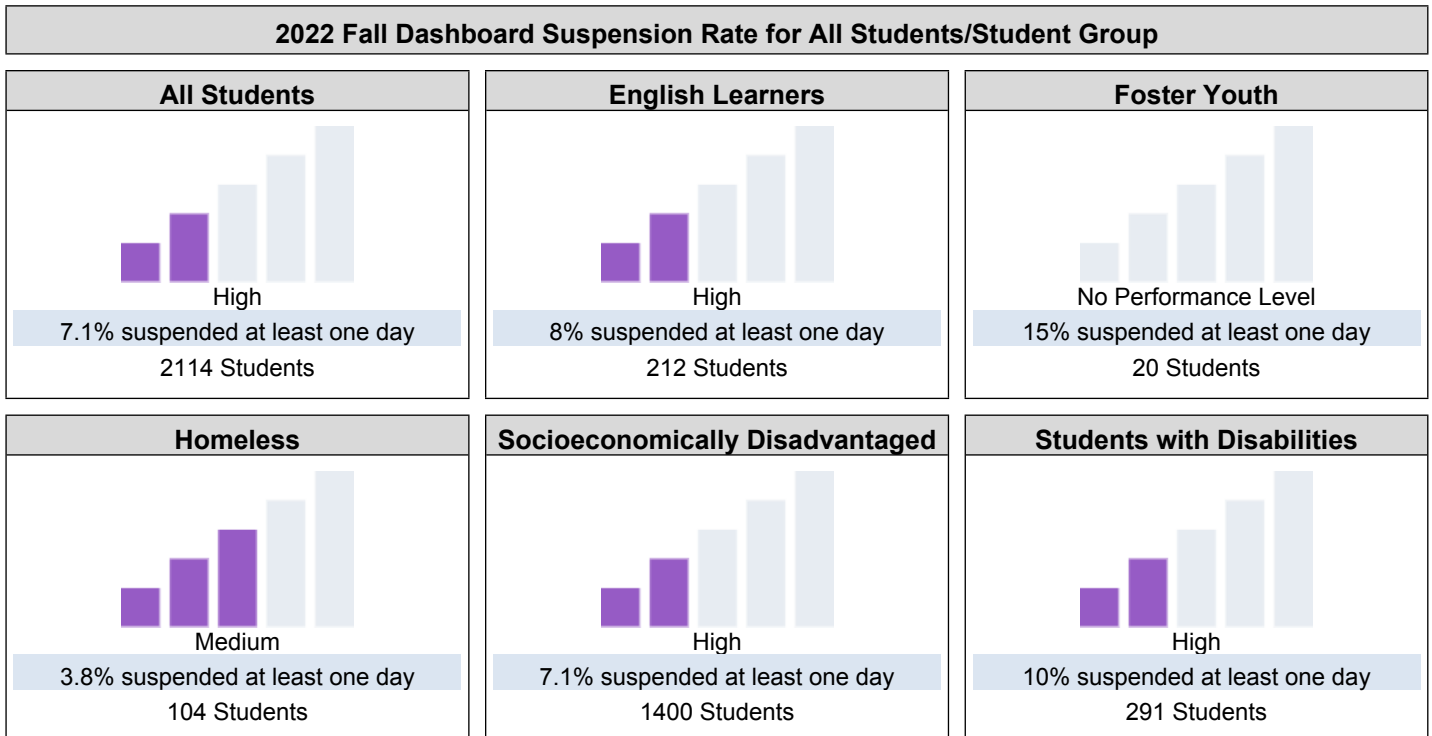 2022 Fall Dashboard Suspension Rate for All Students/Student Group
All Students
High
7.1% suspended at least one day
2114 Students
English Learners
High
8% suspended at least one day
212 Students
Foster Youth
No Performance Level
15% suspended at least one day
20 Students
Homeless
Medium
3.8% suspended at least one day
104 Students
Socioeconomically Disadvantaged
High
7.1% suspended at least one day
1400 Students
Students with Disabilities
High
10% suspended at least one day
291 Students